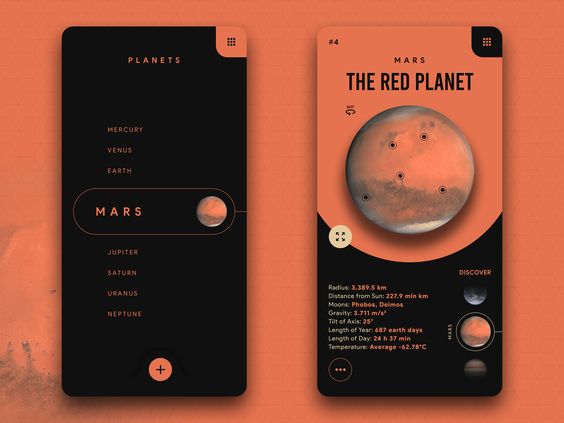 PLANETS
MERCURY
VENUS
EARTH
MARS
JUPITER
SATURN
URANUS
NEPTUNE
#4
MARS
THE RED PLANET
360°
DISCOVER
Radius: 3,389.5 km
Distance from Sun: 227.9 mln km
Moons: Phobos, Deimos
Gravity: 3.711 m/s²
Tilt of Axis: 25°
Length of Year: 687 earth days
Length of Day: 24 h 37 min
Temperature: Average -62.78°C
MARS